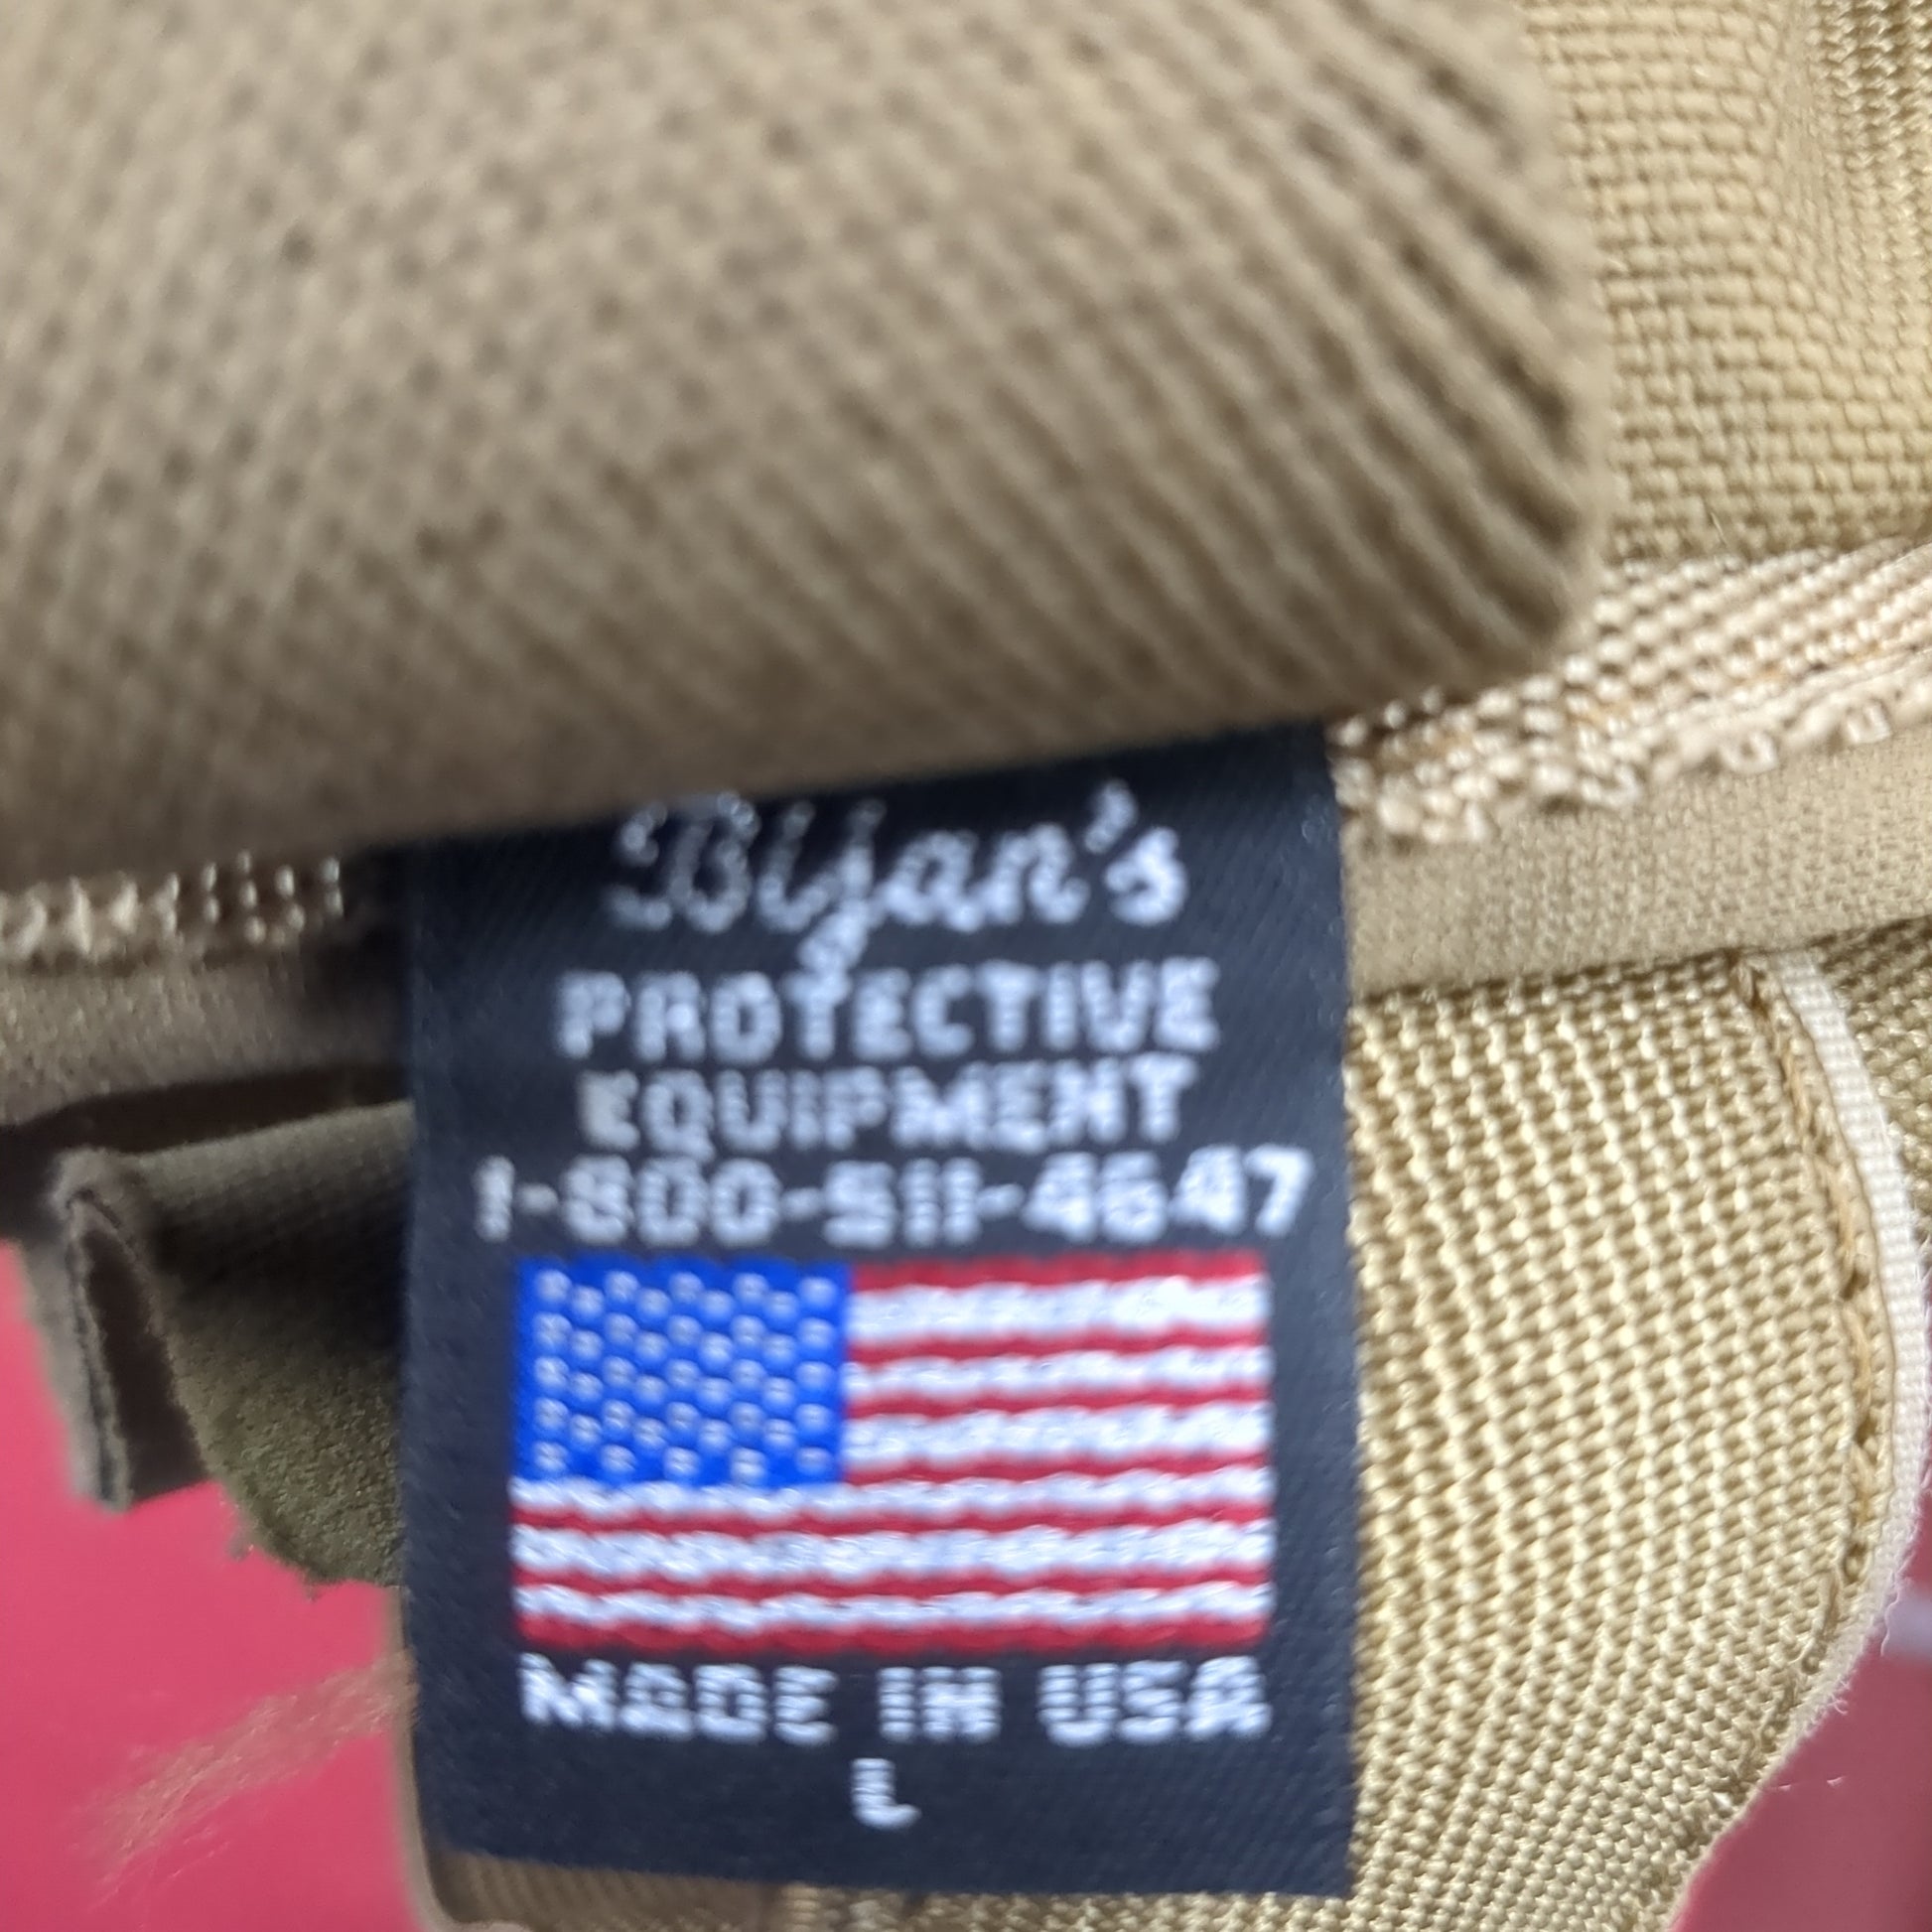 Bijan's
PROTECTIVE
EQUIPMENT
1-800-511-4647
MADE IN USA
L